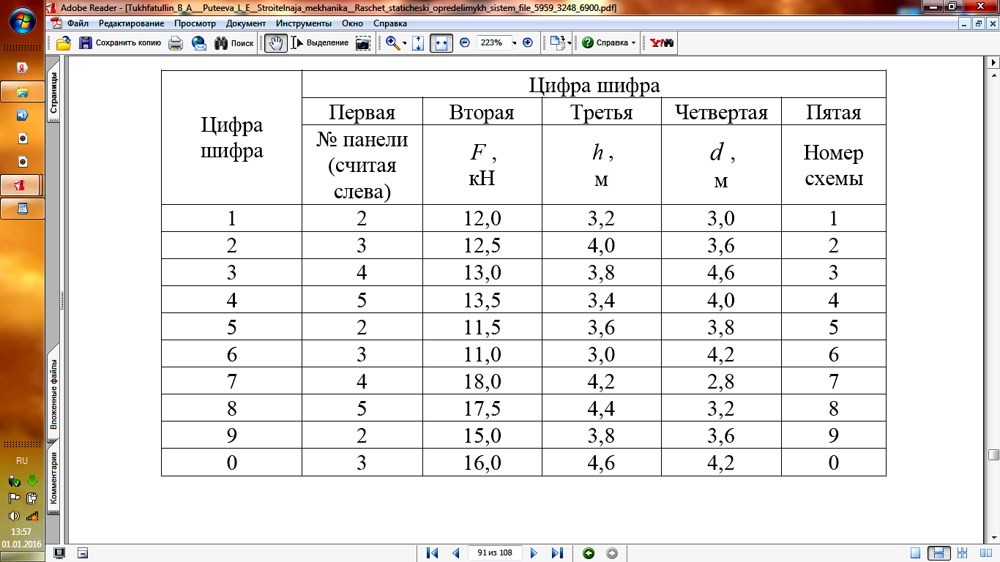 Adobe Reader - [Tukhfatullin_B_A___Puteeva_L_E__Stroitelnaja_mekhanika__Raschet_staticheski_opredelimykh_sistem_file_5959_3248_6900.pdf]
Файл Редактирование Просмотр Документ Инструменты Окно Справка
Сохранить копию Поиск Выделение 223% Справка Y!
Страницы
Вложенные файлы
Комментарии
Цифра шифра
Цифра шифра
Первая Вторая Третья Четвертая Пятая
№ панели (считая слева) F , кН h , м d , м Номер схемы
1 2 12,0 3,2 3,0 1
2 3 12,5 4,0 3,6 2
3 4 13,0 3,8 4,6 3
4 5 13,5 3,4 4,0 4
5 2 11,5 3,6 3,8 5
6 3 11,0 3,0 4,2 6
7 4 18,0 4,2 2,8 7
8 5 17,5 4,4 3,2 8
9 2 15,0 3,8 3,6 9
0 3 16,0 4,6 4,2 0
Я
RU
13:57
01.01.2016
91 из 108